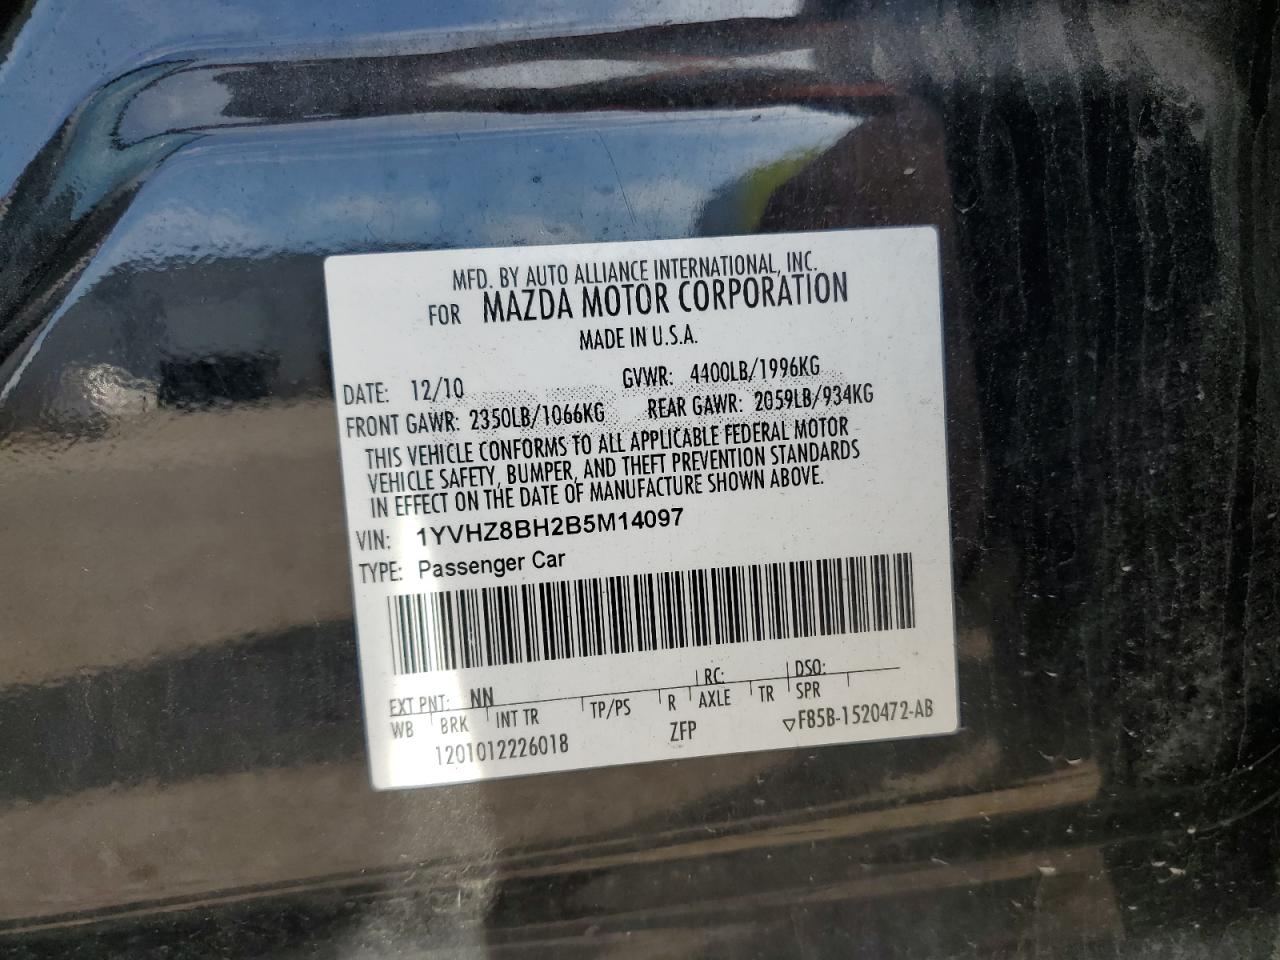 MFD. BY AUTO ALLIANCE INTERNATIONAL, INC.
FOR MAZDA MOTOR CORPORATION
MADE IN U.S.A.
DATE: 12/10 GVWR: 4400LB/1996KG
FRONT GAWR: 2350LB/1066KG REAR GAWR: 2059LB/934KG
THIS VEHICLE CONFORMS TO ALL APPLICABLE FEDERAL MOTOR
VEHICLE SAFETY, BUMPER, AND THEFT PREVENTION STANDARDS
IN EFFECT ON THE DATE OF MANUFACTURE SHOWN ABOVE.
VIN: 1YVHZ8BH2B5M14097
TYPE: Passenger Car
EXT PNT: NN RC: DSO:
WB BRK INT TR TP/PS R AXLE TR SPR
1201012226018 ZFP ▽F85B-1520472-AB